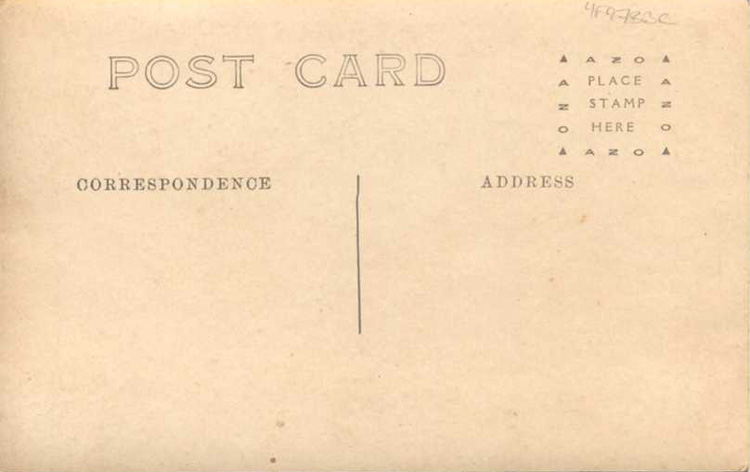 POST CARD
▲ A Z O ▲
A PLACE A
Z STAMP Z
O HERE O
▲ A Z O ▲
CORRESPONDENCE
ADDRESS